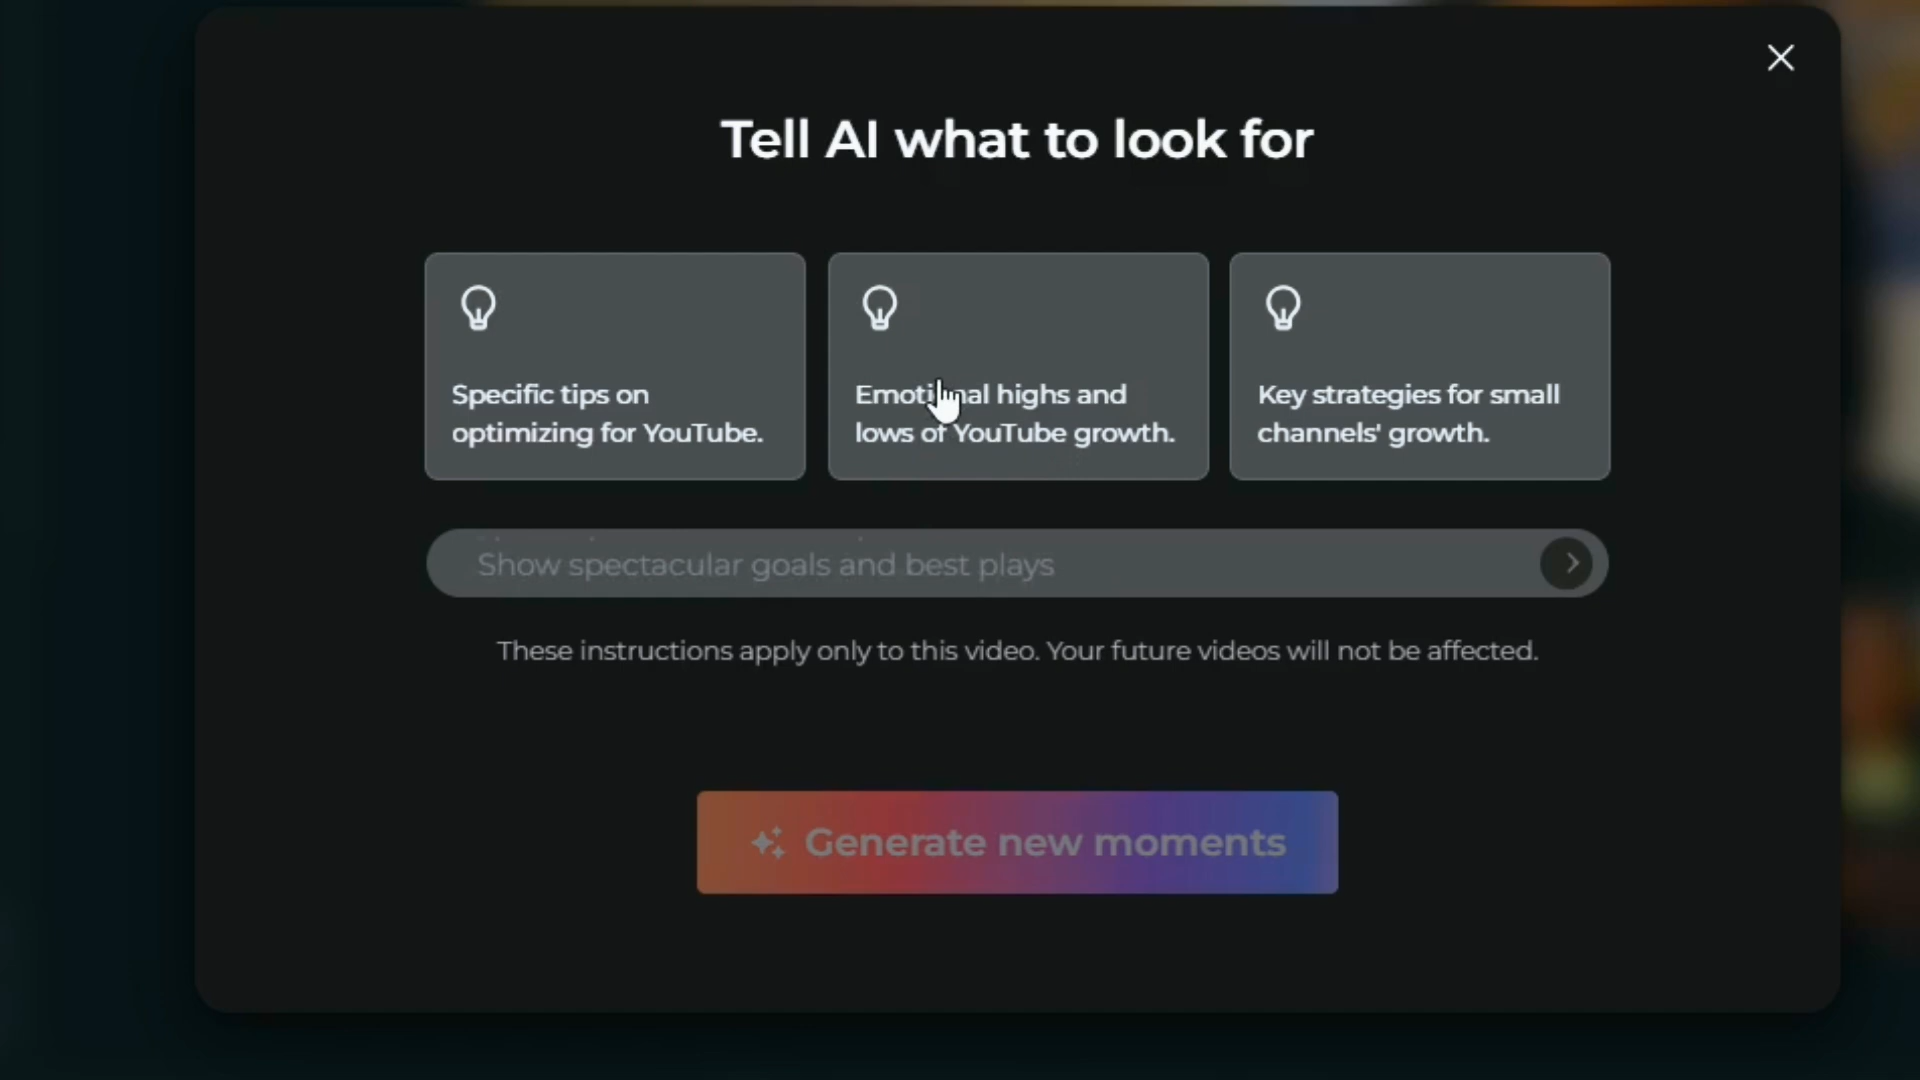 Tell AI what to look for
Specific tips on
optimizing for YouTube.
Emotional highs and
lows of YouTube growth.
Key strategies for small
channels' growth.
Show spectacular goals and best plays
These instructions apply only to this video. Your future videos will not be affected.
Generate new moments